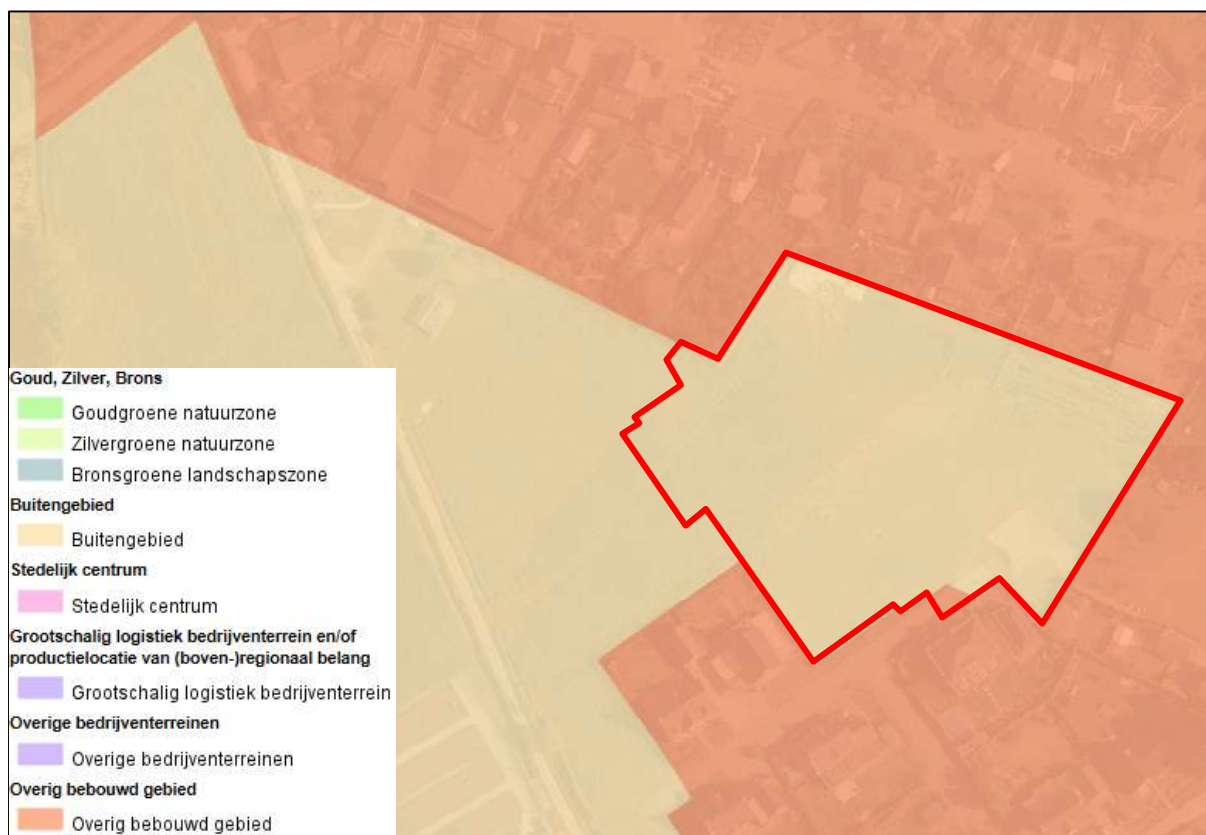 Goud, Zilver, Brons
Goudgroene natuurzone
Zilvergroene natuurzone
Bronsgroene landschapszone
Buitengebied
Buitengebied
Stedelijk centrum
Stedelijk centrum
Grootschalig logistiek bedrijventerrein en/of
productielocatie van (boven-)regionaal belang
Grootschalig logistiek bedrijventerrein
Overige bedrijventerreinen
Overige bedrijventerreinen
Overig bebouwd gebied
Overig bebouwd gebied